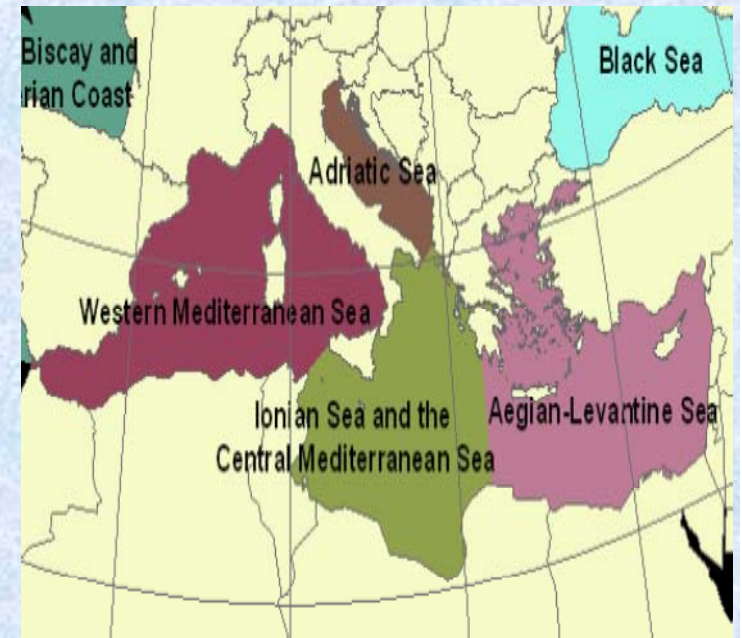 Biscay and
rian Coast
Black Sea
Adriatic Sea
Western Mediterranean Sea
Ionian Sea and the
Central Mediterranean Sea
Aegian-Levantine Sea